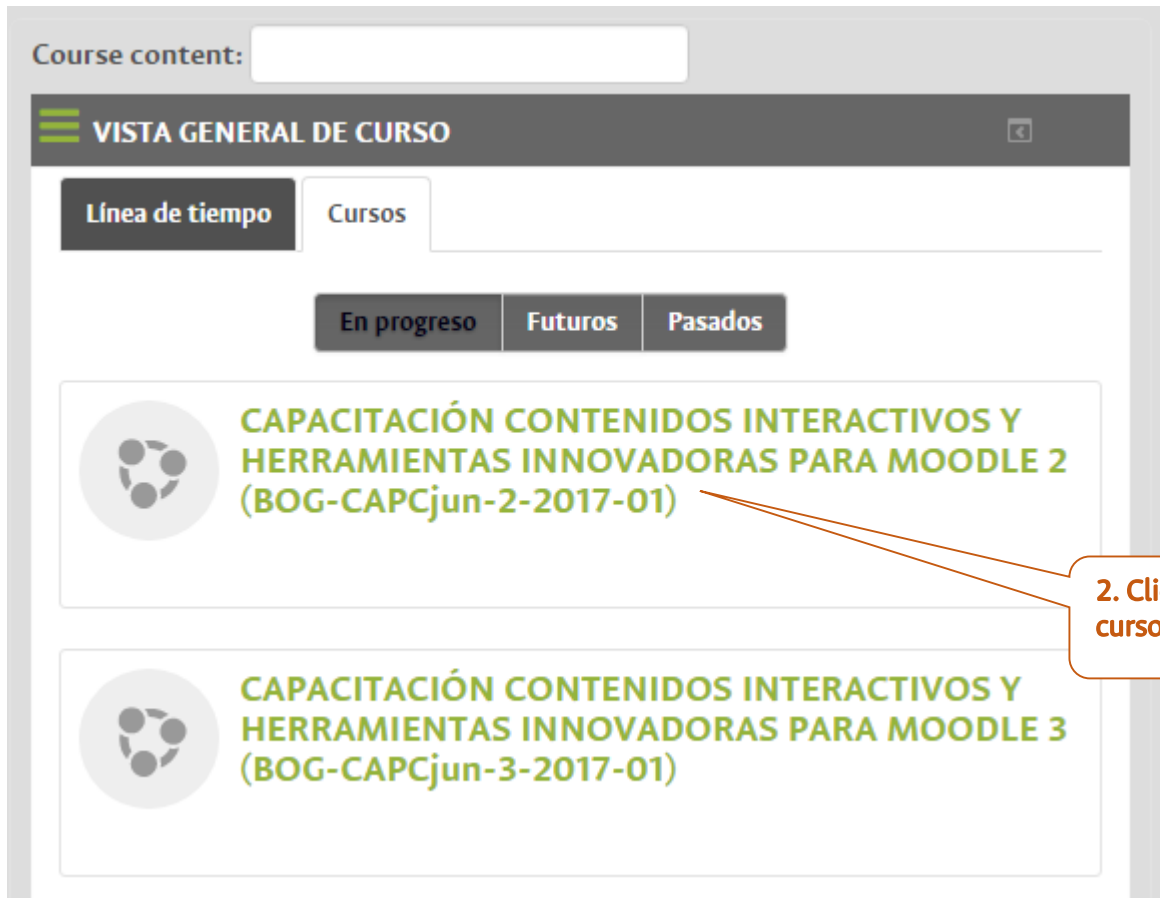 Course content:
VISTA GENERAL DE CURSO
Línea de tiempo Cursos
En progreso Futuros Pasados
CAPACITACIÓN CONTENIDOS INTERACTIVOS Y
HERRAMIENTAS INNOVADORAS PARA MOODLE 2
(BOG-CAPCjun-2-2017-01)
2.
curso
CAPACITACIÓN CONTENIDOS INTERACTIVOS Y
HERRAMIENTAS INNOVADORAS PARA MOODLE 3
(BOG-CAPCjun-3-2017-01)